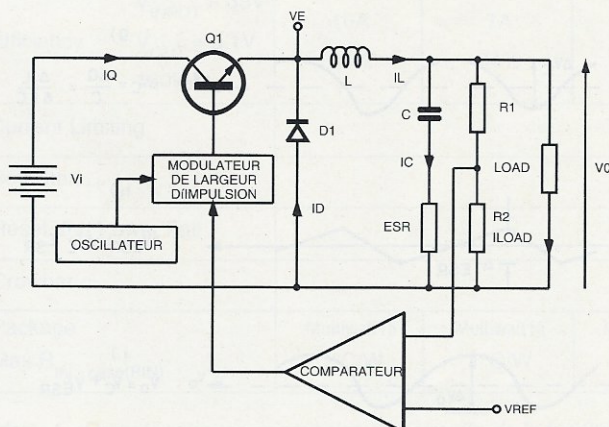 VE
Q1
IQ
L
IL
C
R1
D1
IC
LOAD
V0
Vi
MODULATEUR
DE LARGEUR
D'IMPULSION
ID
ESR
R2
ILOAD
OSCILLATEUR
COMPARATEUR
VREF